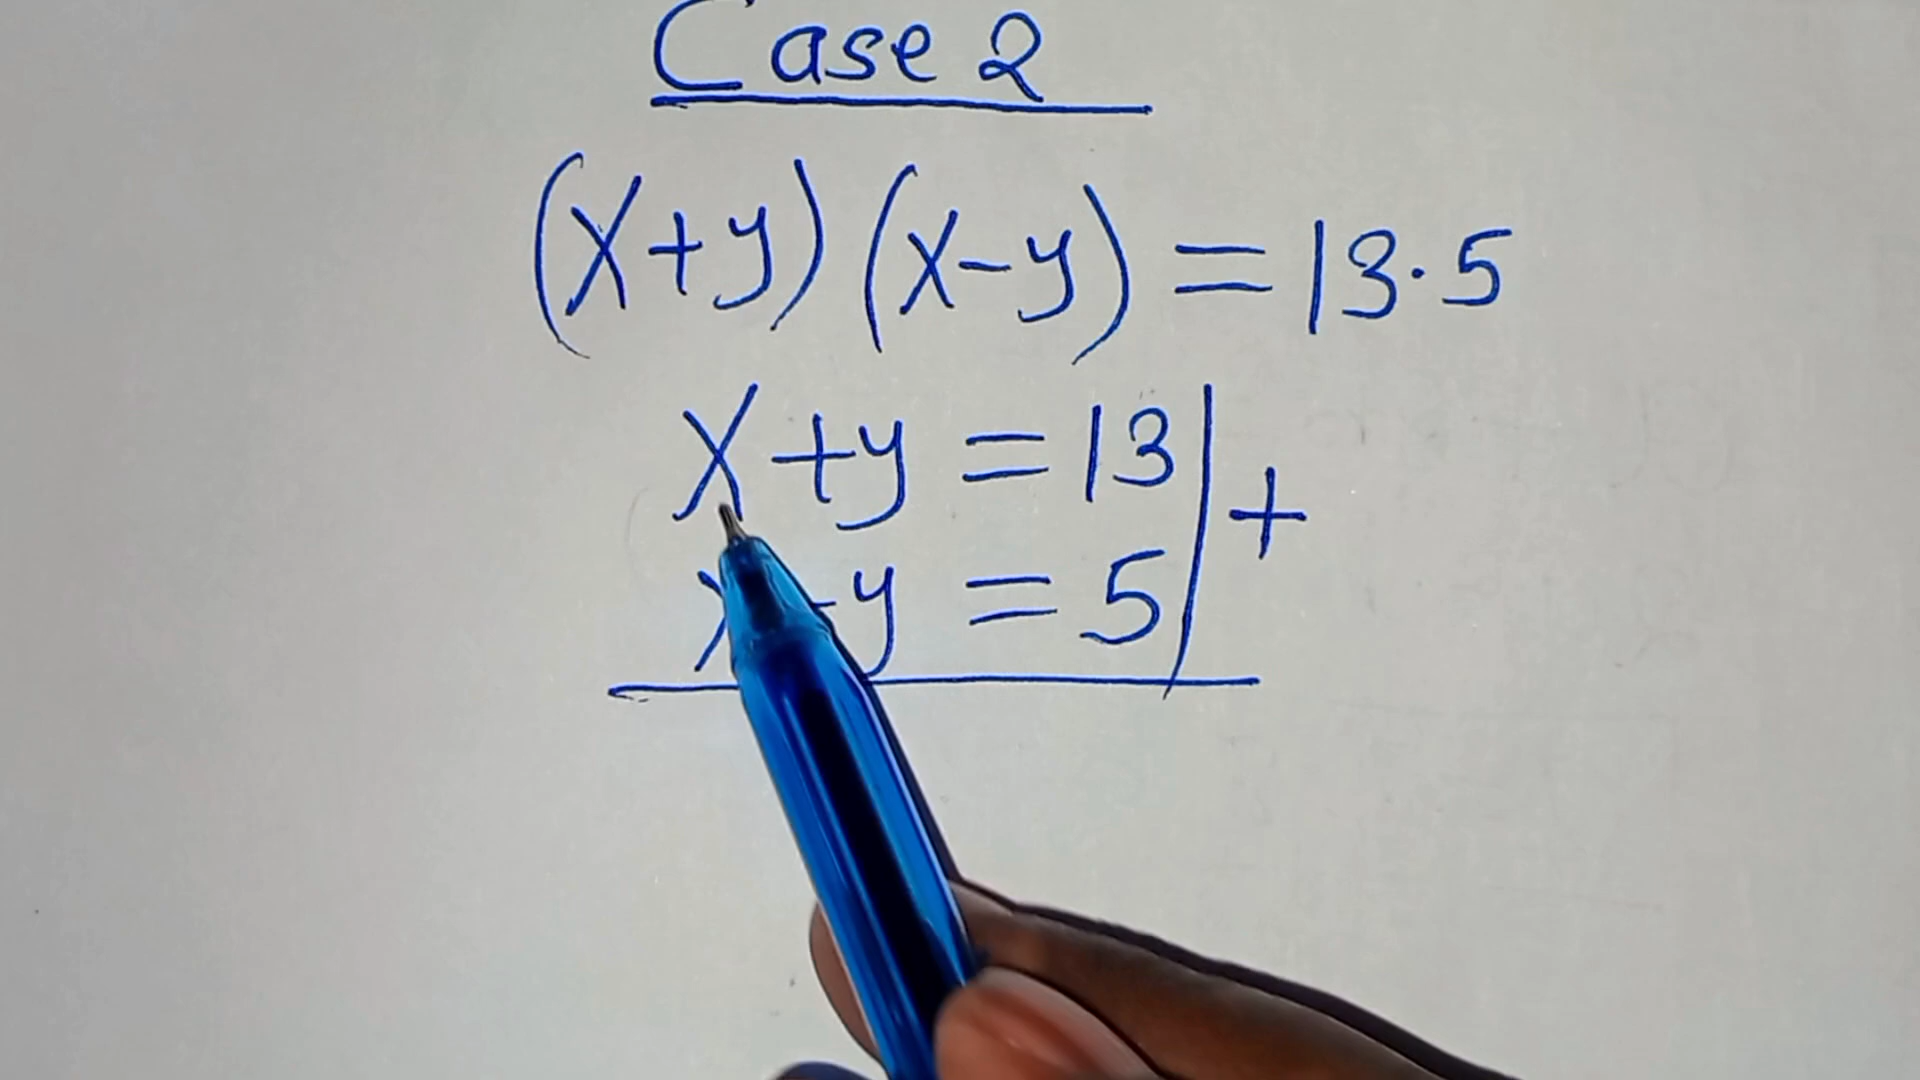 Case 2
(x+y)(x-y) = 13·5
x+y = 13 | +
x-y = 5